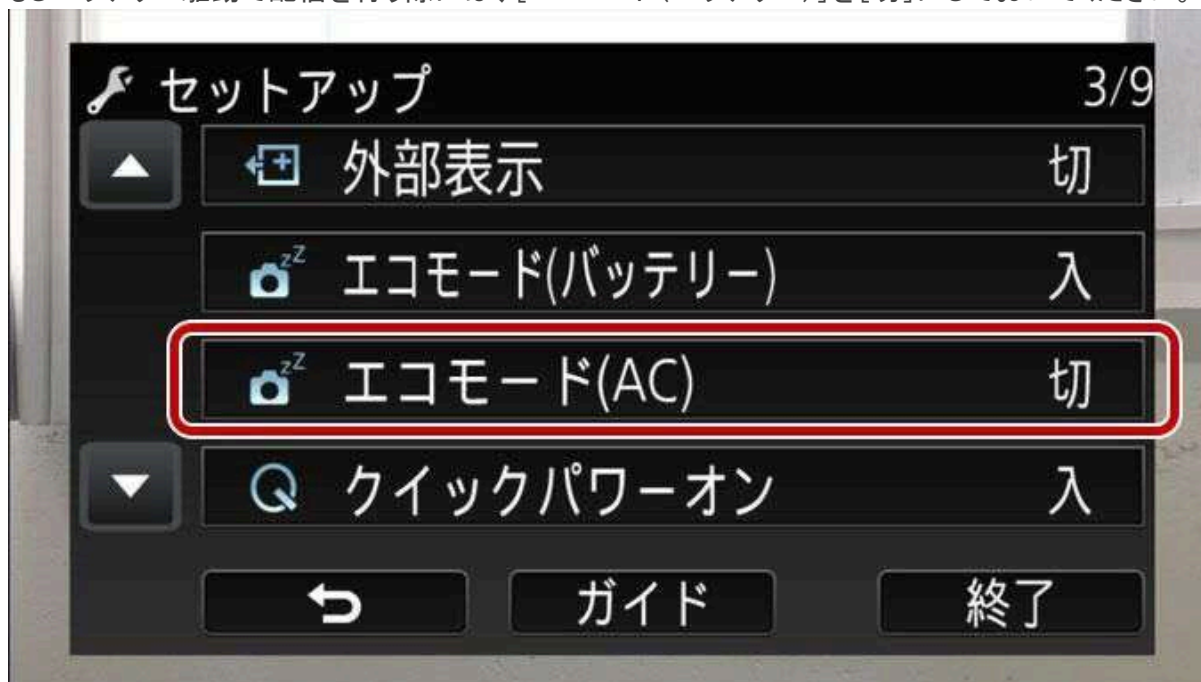 セットアップ 3/9
外部表示 切
エコモード(バッテリー) 入
エコモード(AC) 切
クイックパワーオン 入
ガイド 終了